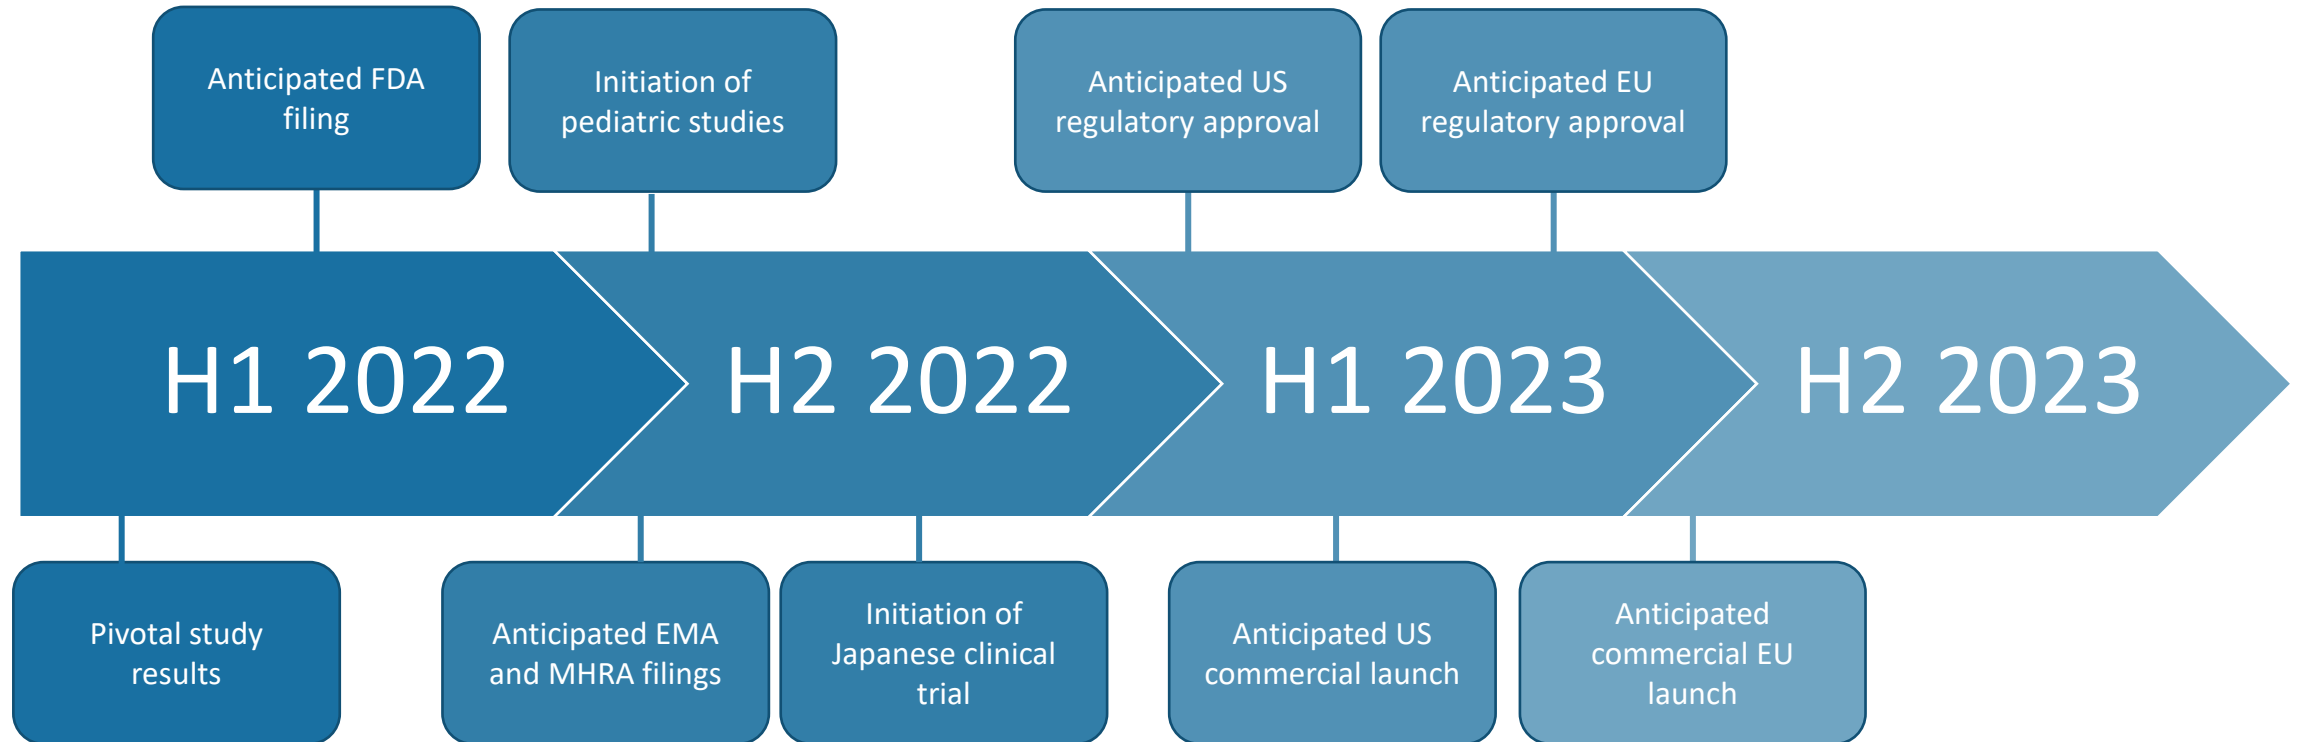 Anticipated FDA
filing
Initiation of
pediatric studies
Anticipated US
regulatory approval
Anticipated EU
regulatory approval
H1 2022
H2 2022
H1 2023
H2 2023
Pivotal study
results
Anticipated EMA
and MHRA filings
Initiation of
Japanese clinical
trial
Anticipated US
commercial launch
Anticipated
commercial EU
launch